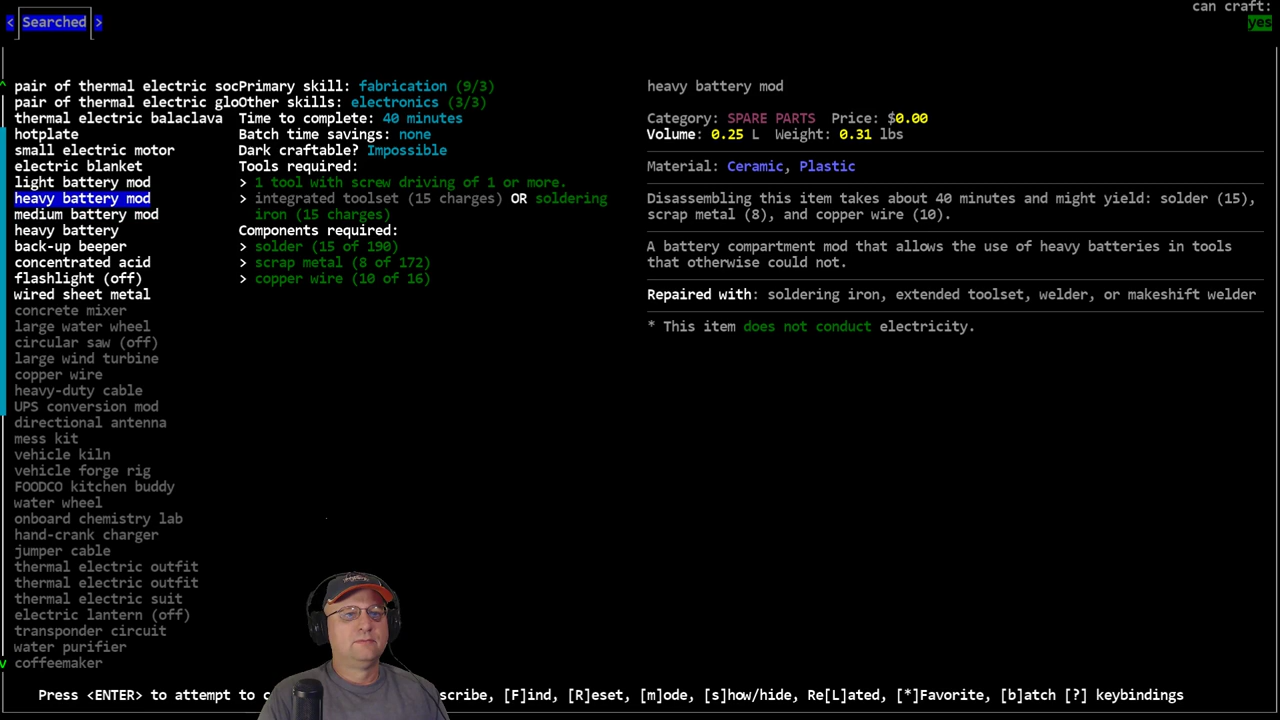 can craft:
< Searched >
yes
^ pair of thermal electric soc
pair of thermal electric glo
thermal electric balaclava
hotplate
small electric motor
electric blanket
light battery mod
heavy battery mod
medium battery mod
heavy battery
back-up beeper
concentrated acid
flashlight (off)
wired sheet metal
concrete mixer
large water wheel
circular saw (off)
large wind turbine
copper wire
heavy-duty cable
UPS conversion mod
directional antenna
mess kit
vehicle kiln
vehicle forge rig
FOODCO kitchen buddy
water wheel
onboard chemistry lab
hand-crank charger
jumper cable
thermal electric outfit
thermal electric outfit
thermal electric suit
electric lantern (off)
transponder circuit
water purifier
v coffeemaker
Primary skill: fabrication (9/3)
Other skills: electronics (3/3)
Time to complete: 40 minutes
Batch time savings: none
Dark craftable? Impossible
Tools required:
> 1 tool with screw driving of 1 or more.
> integrated toolset (15 charges) OR soldering
iron (15 charges)
Components required:
> solder (15 of 190)
> scrap metal (8 of 172)
> copper wire (10 of 16)
heavy battery mod
Category: SPARE PARTS Price: $0.00
Volume: 0.25 L Weight: 0.31 lbs
Material: Ceramic, Plastic
Disassembling this item takes about 40 minutes and might yield: solder (15),
scrap metal (8), and copper wire (10).
A battery compartment mod that allows the use of heavy batteries in tools
that otherwise could not.
Repaired with: soldering iron, extended toolset, welder, or makeshift welder
* This item does not conduct electricity.
Press <ENTER> to attempt to c scribe, [F]ind, [R]eset, [m]ode, [s]how/hide, Re[L]ated, [*]Favorite, [b]atch [?] keybindings